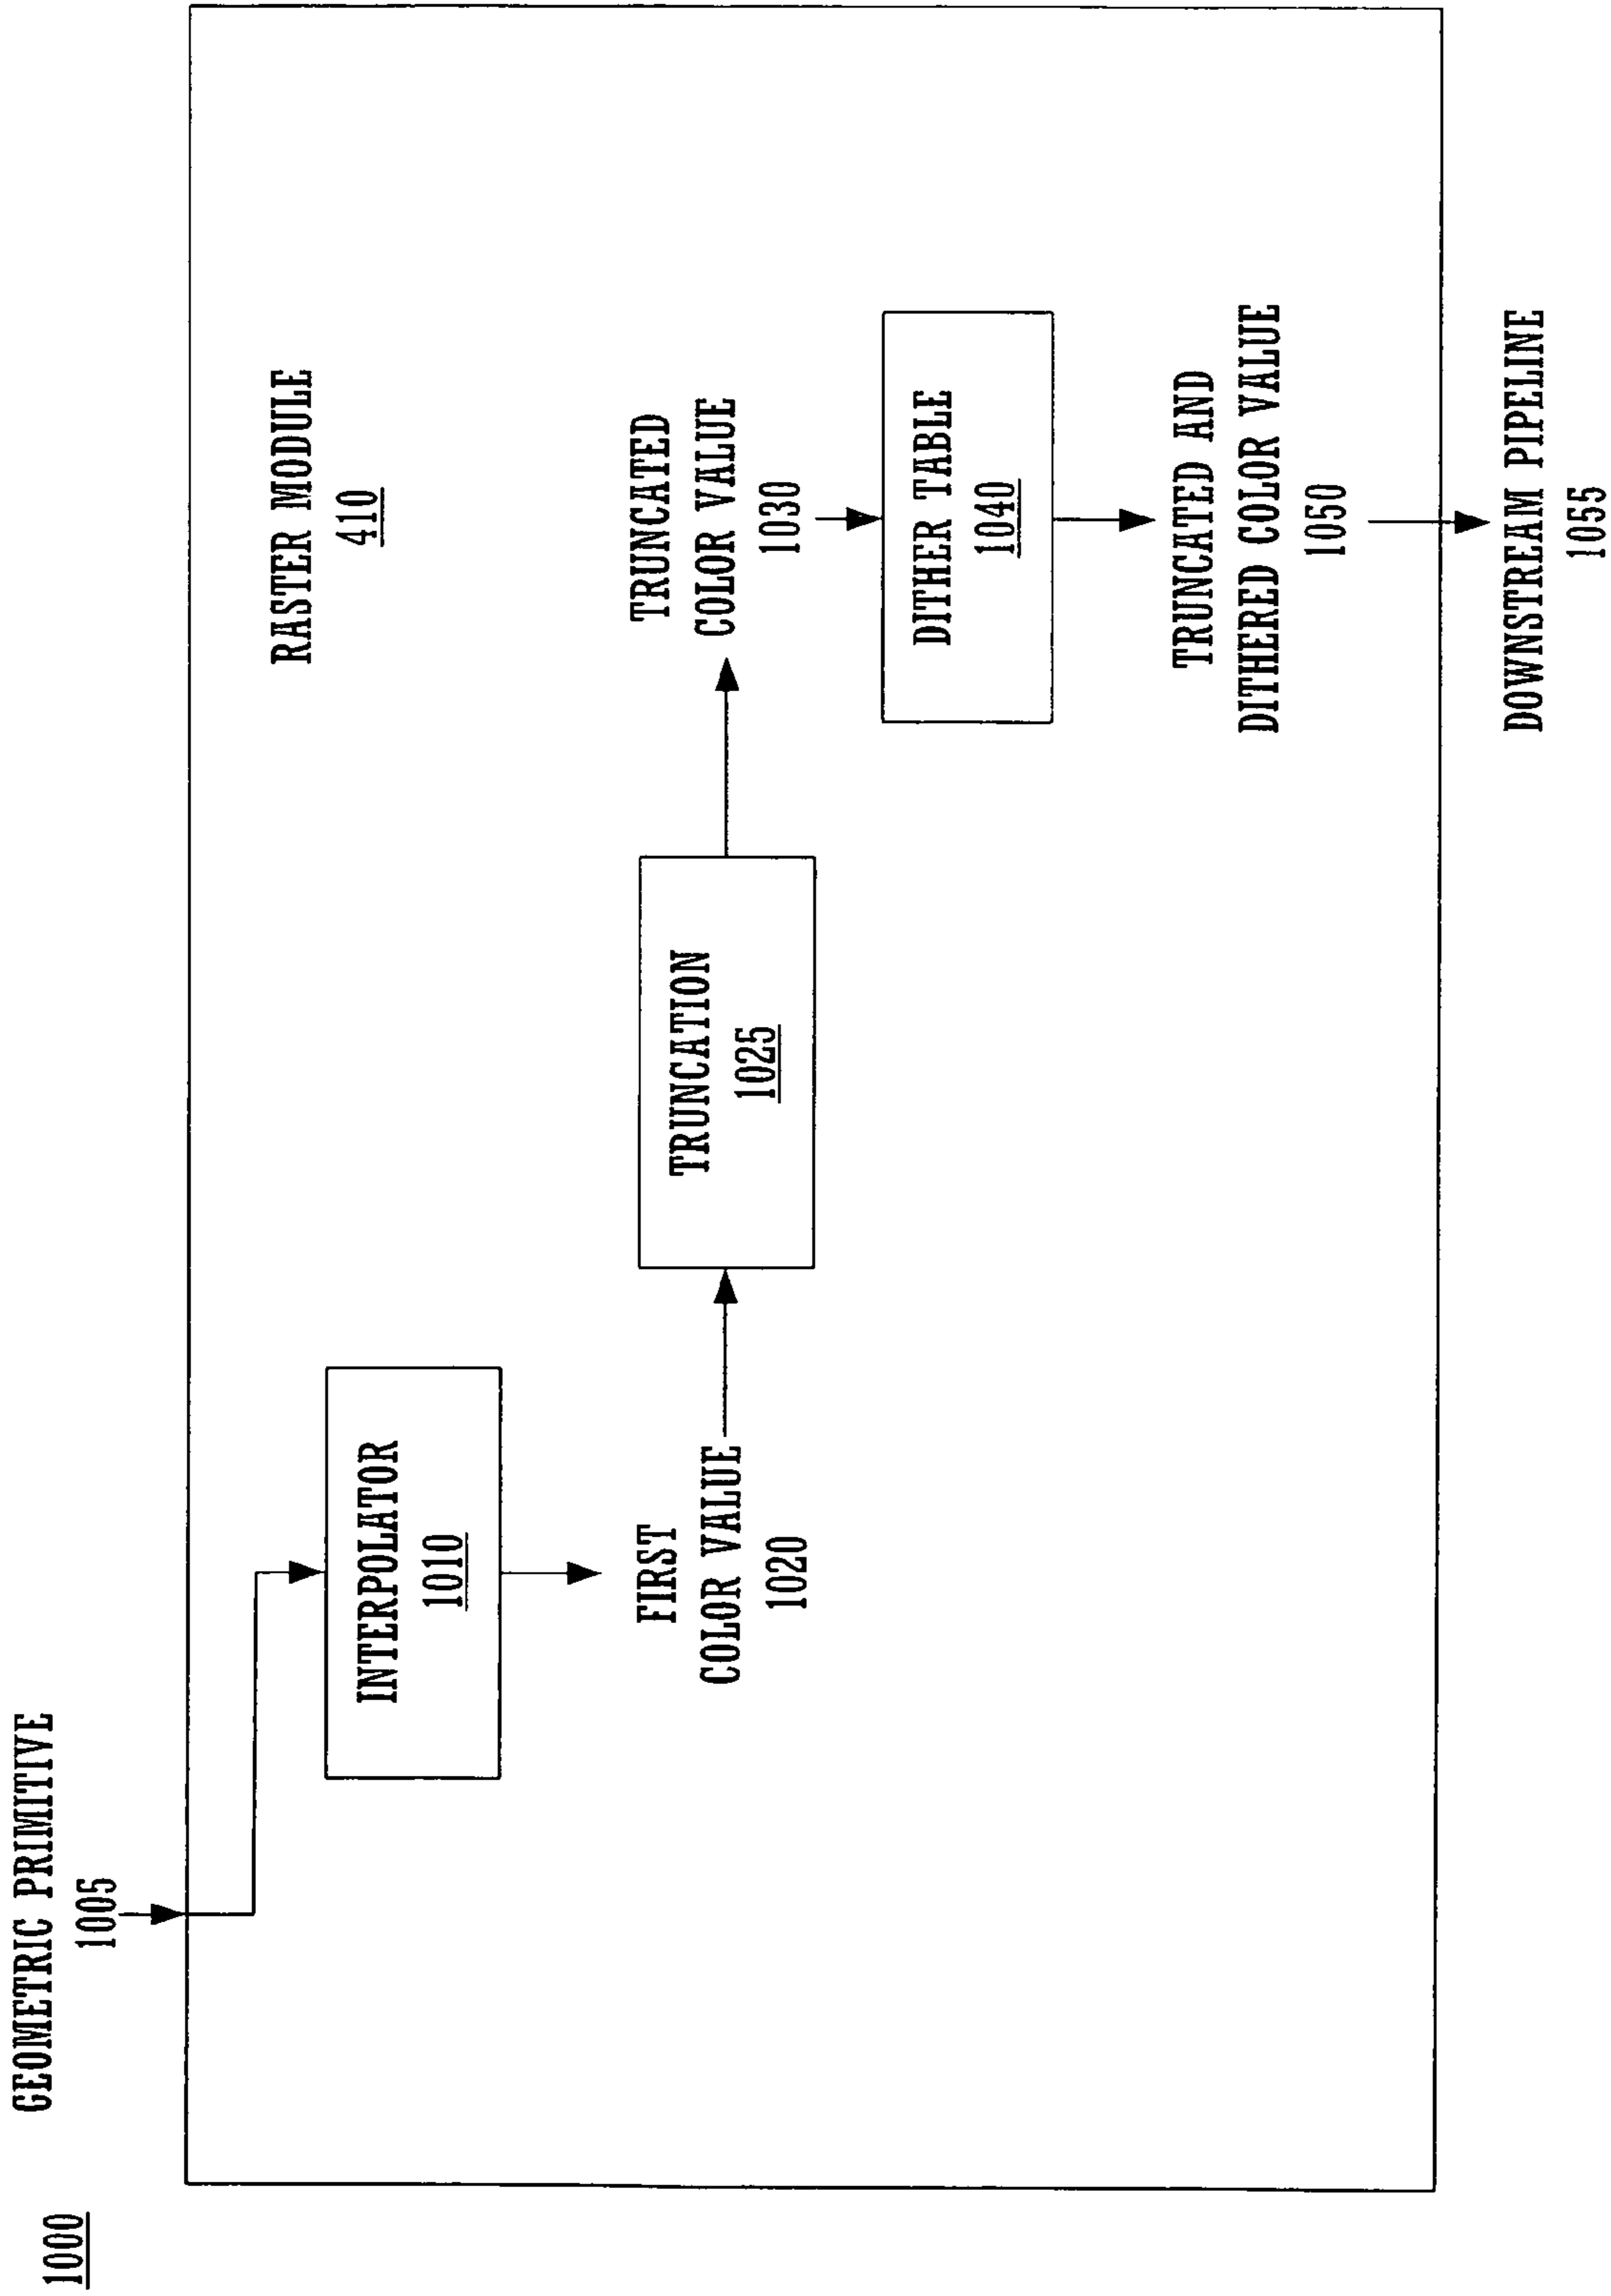 1000
GEOMETRIC PRIMITIVE
1005
RASTER MODULE
410
INTERPOLATOR
1010
FIRST
COLOR VALUE
1020
TRUNCATION
1025
TRUNCATED
COLOR VALUE
1030
DITHER TABLE
1040
TRUNCATED AND
DITHERED COLOR VALUE
1050
DOWNSTREAM PIPELINE
1055